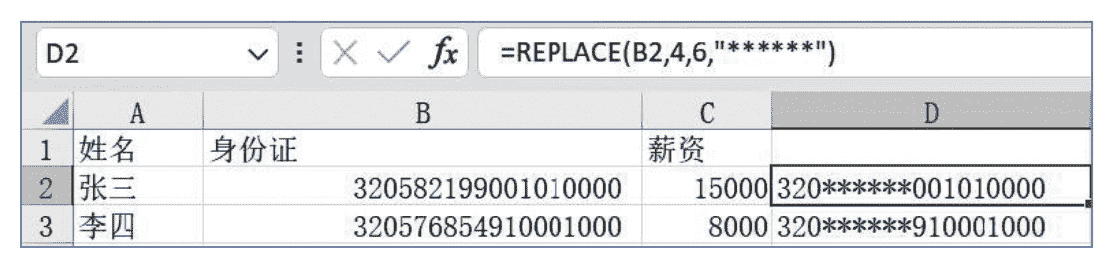 D2 fx =REPLACE(B2,4,6,"******")
A B C D
1 姓名 身份证 薪资
2 张三 320582199001010000 15000 320******001010000
3 李四 320576854910001000 8000 320******910001000